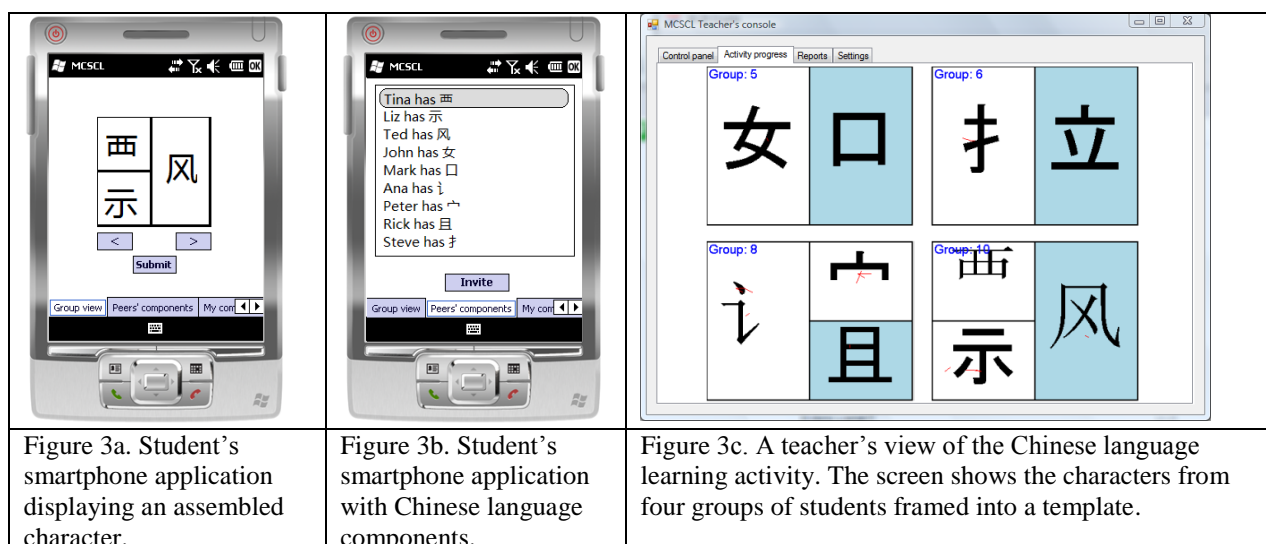 MCSCL
OK
西
示
风
<
>
Submit
Group view
Peers' components
My com
MCSCL
OK
Tina has 西
Liz has 示
Ted has 风
John has 女
Mark has 口
Ana has 讠
Peter has 宀
Rick has 且
Steve has 扌
Invite
Group view
Peers' components
My com
MCSCL Teacher's console
Control panel
Activity progress
Reports
Settings
Group: 5
女
口
Group: 6
扌
立
Group: 8
讠
宀
且
Group: 10
覀
示
风
Figure 3a. Student’s
smartphone application
displaying an assembled
character.
Figure 3b. Student’s
smartphone application
with Chinese language
components.
Figure 3c. A teacher’s view of the Chinese language
learning activity. The screen shows the characters from
four groups of students framed into a template.